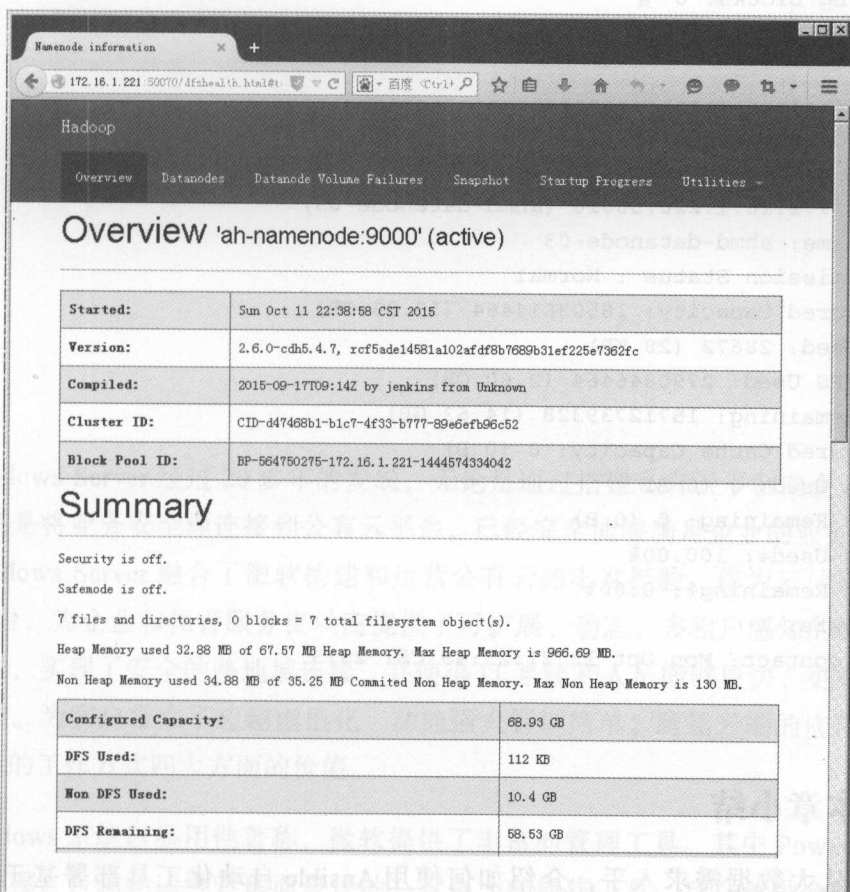 Namenode information
172.16.1.221:50070/dfshealth.html#t
百度 <Ctrl+
Hadoop
Overview Datanodes Datanode Volume Failures Snapshot Startup Progress Utilities
Overview 'ah-namenode:9000' (active)
Started: Sun Oct 11 22:38:58 CST 2015
Version: 2.6.0-cdh5.4.7, rcf5ade14581a102afdf8b7689b31ef225e7362fc
Compiled: 2015-09-17T09:14Z by jenkins from Unknown
Cluster ID: CID-d47468b1-b1c7-4f33-b777-89e6efb96c52
Block Pool ID: BP-564750275-172.16.1.221-1444574334042
Summary
Security is off.
Safemode is off.
7 files and directories, 0 blocks = 7 total filesystem object(s).
Heap Memory used 32.88 MB of 67.57 MB Heap Memory. Max Heap Memory is 966.69 MB.
Non Heap Memory used 34.88 MB of 35.25 MB Commited Non Heap Memory. Max Non Heap Memory is 130 MB.
Configured Capacity: 68.93 GB
DFS Used: 112 KB
Non DFS Used: 10.4 GB
DFS Remaining: 58.53 GB